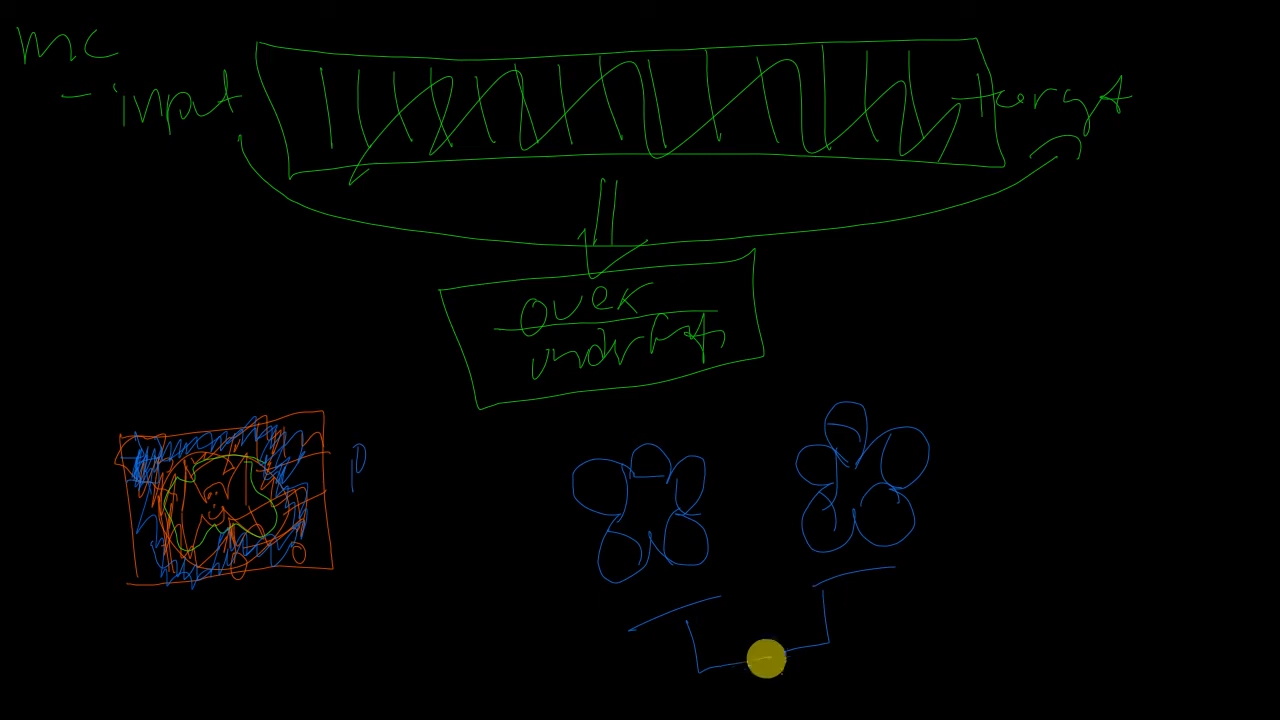 mc
- input target
over
underfit
p